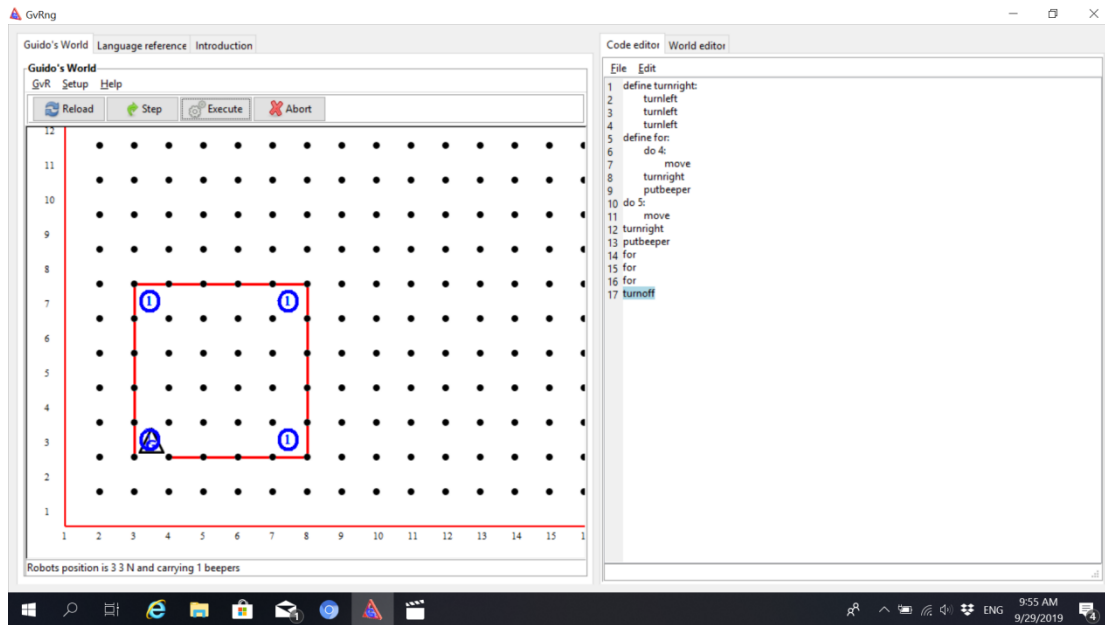 GvRng
Guido's World Language reference Introduction
Guido's World
GvR Setup Help
Reload Step Execute Abort
12
11
10
9
8
7
6
5
4
3
2
1
1 1
1
1 2 3 4 5 6 7 8 9 10 11 12 13 14 15 1
Robots position is 3 3 N and carrying 1 beepers
Code editor World editor
File Edit
1 define turnright:
2 turnleft
3 turnleft
4 turnleft
5 define for:
6 do 4:
7 move
8 turnright
9 putbeeper
10 do 5:
11 move
12 turnright
13 putbeeper
14 for
15 for
16 for
17 turnoff
1 ENG 9:55 AM
9/29/2019 4